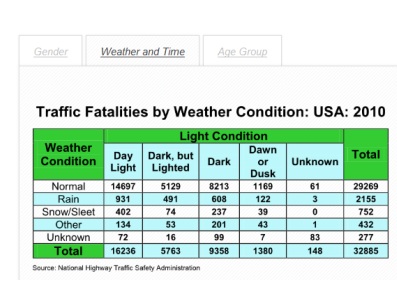 Gender Weather and Time Age Group
Traffic Fatalities by Weather Condition: USA: 2010
Weather Condition Light Condition Total
Day Light Dark, but Lighted Dark Dawn or Dusk Unknown
Normal 14697 5129 8213 1169 61 29269
Rain 931 491 608 122 3 2155
Snow/Sleet 402 74 237 39 0 752
Other 134 53 201 43 1 432
Unknown 72 16 99 7 83 277
Total 16236 5763 9358 1380 148 32885
Source: National Highway Traffic Safety Administration